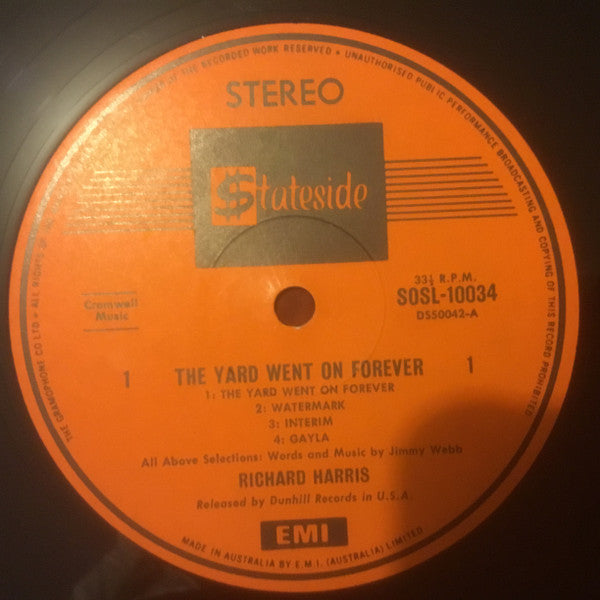 THE GRAMOPHONE CO LTD • ALL RIGHTS OF THE RECORDED WORK RESERVED • UNAUTHORISED PUBLIC PERFORMANCE BROADCASTING AND COPYING OF THIS RECORD PROHIBITED
STEREO
$tateside
Cromwell
Music
33⅓ R.P.M.
SOSL-10034
DS50042-A
1 THE YARD WENT ON FOREVER 1
1: THE YARD WENT ON FOREVER
2: WATERMARK
3: INTERIM
4: GAYLA
All Above Selections: Words and Music by Jimmy Webb
RICHARD HARRIS
Released by Dunhill Records in U.S.A.
EMI
MADE IN AUSTRALIA BY E.M.I. (AUSTRALIA) LIMITED